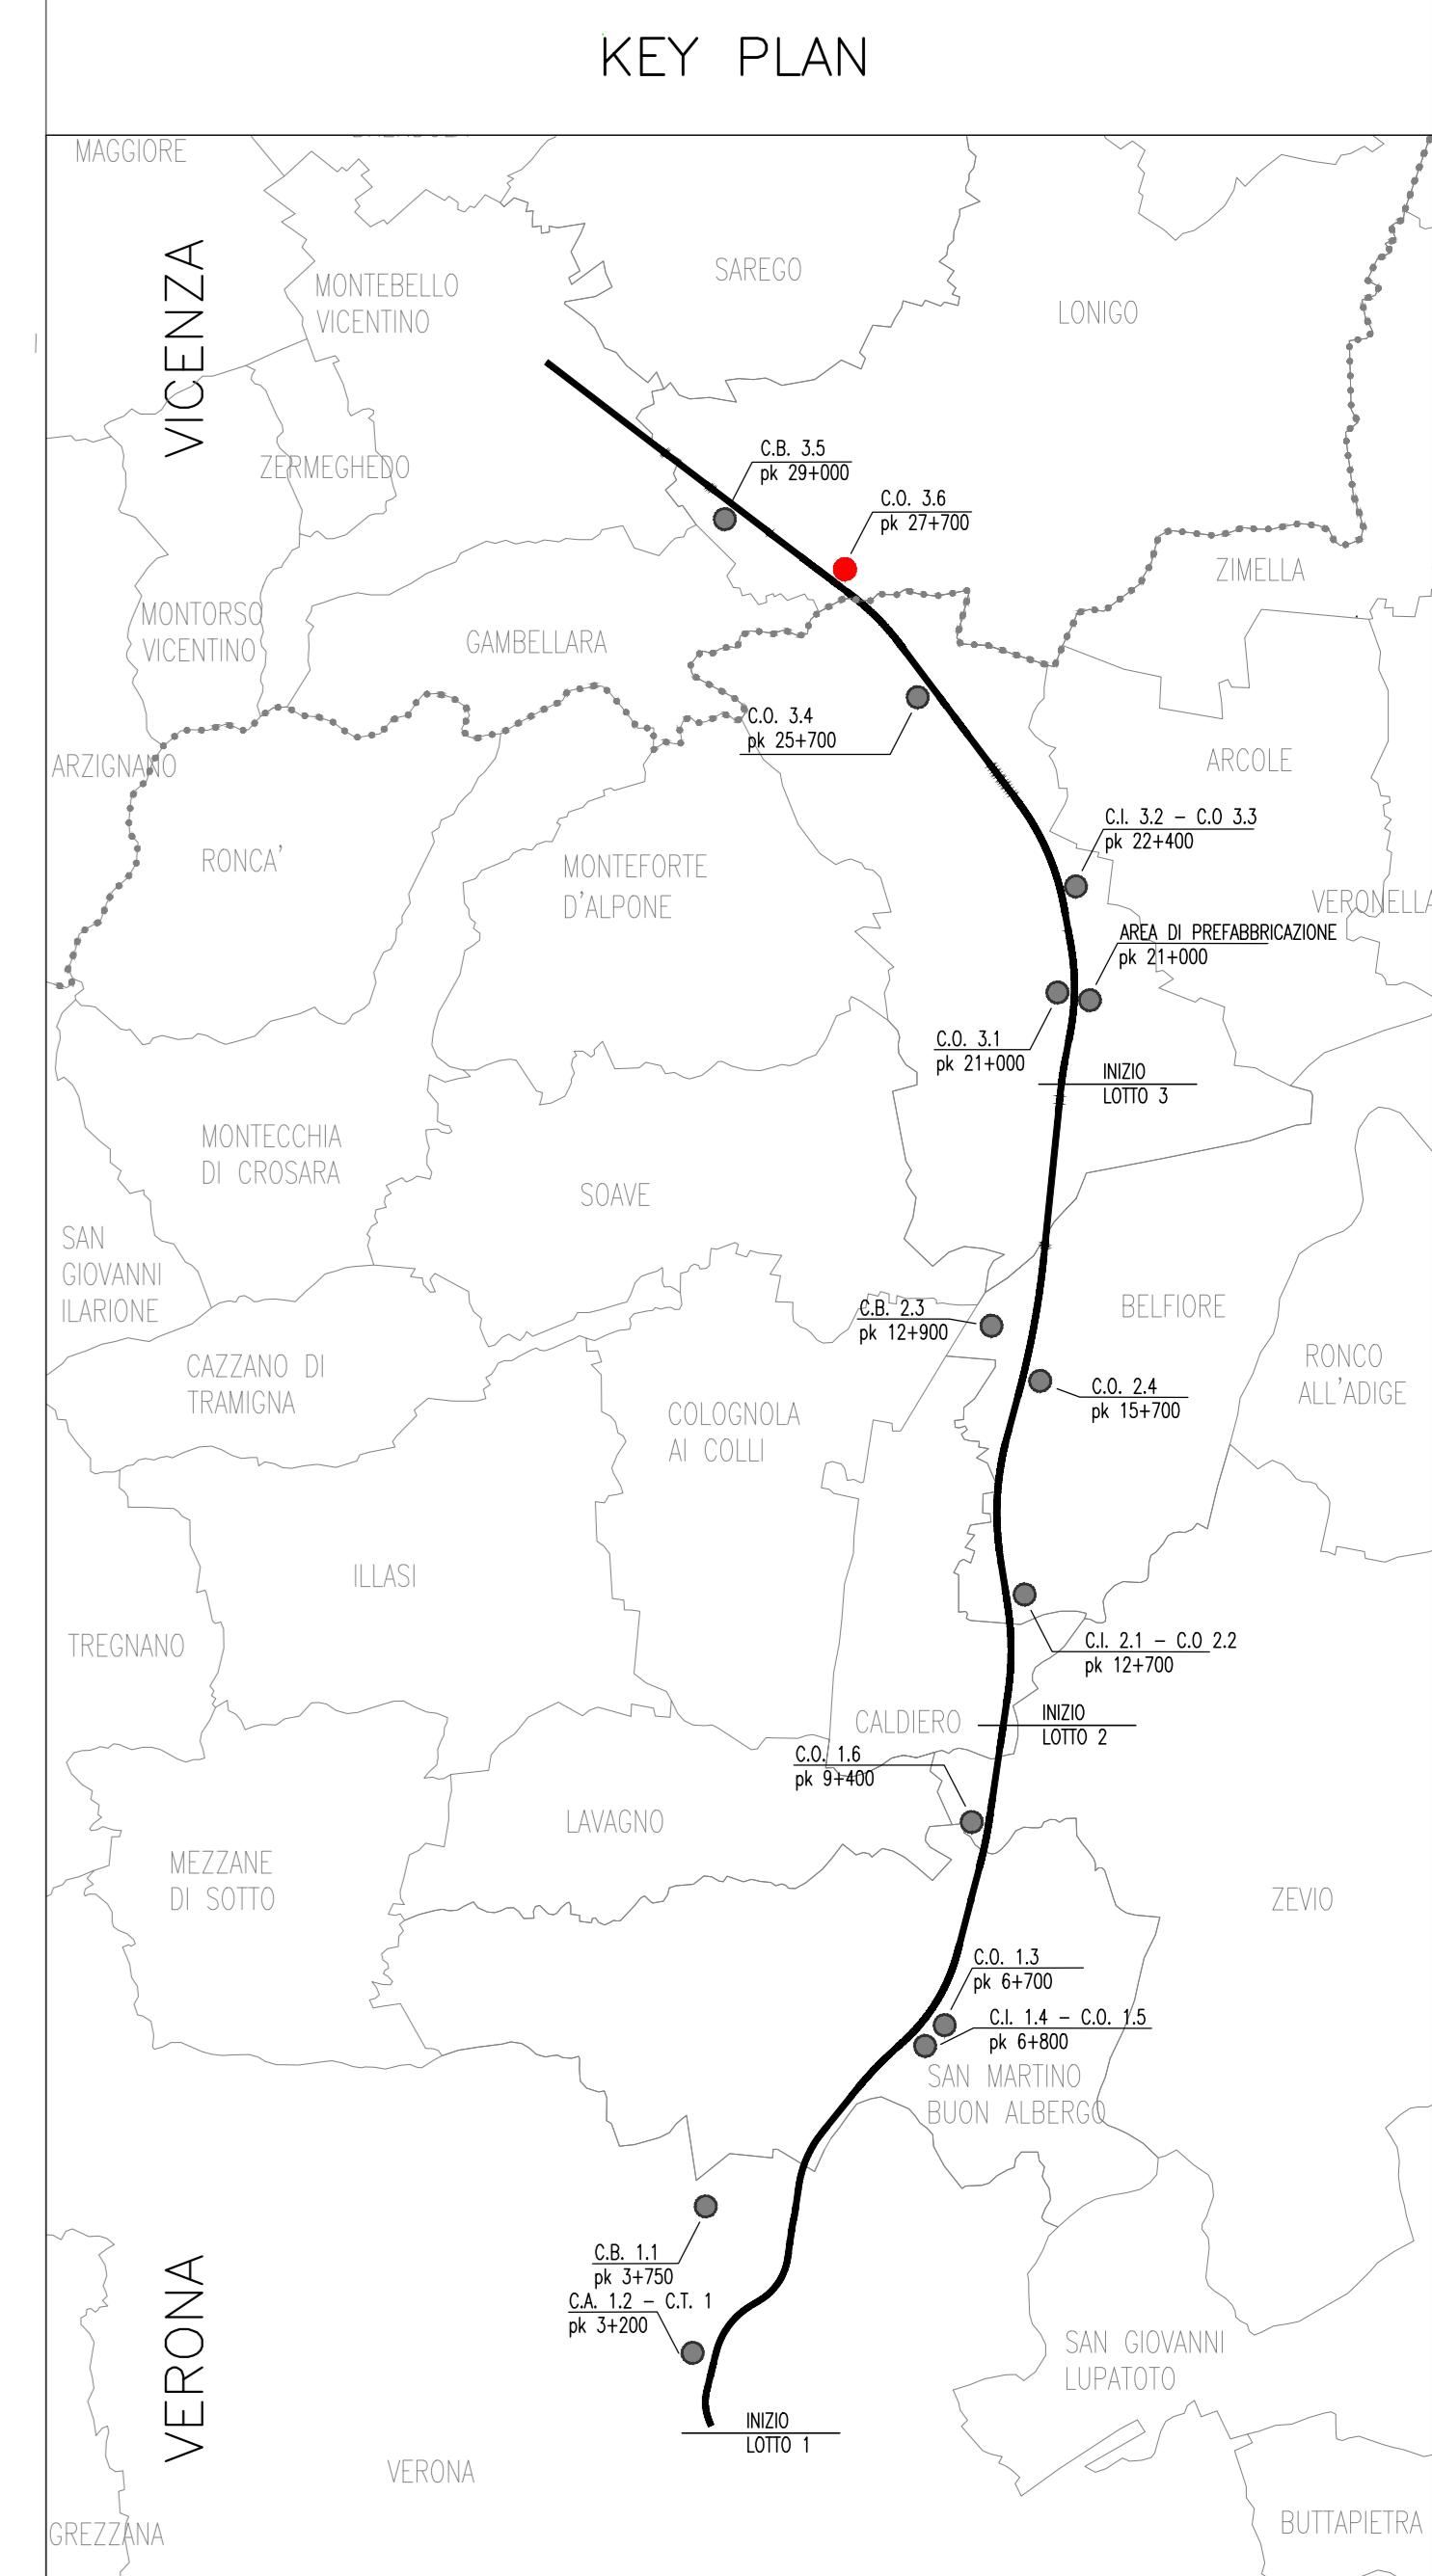 KEY PLAN
MAGGIORE
VICENZA
MONTEBELLO
VICENTINO
SAREGO
LONIGO
ZERMEGHEDO
C.B. 3.5
pk 29+000
C.O. 3.6
pk 27+700
ZIMELLA
MONTORSO
VICENTINO
GAMBELLARA
C.O. 3.4
pk 25+700
ARZIGNANO
ARCOLE
RONCA'
MONTEFORTE
D'ALPONE
C.I. 3.2 - C.O 3.3
pk 22+400
VERONELLA
AREA DI PREFABBRICAZIONE
pk 21+000
C.O. 3.1
pk 21+000
INIZIO
LOTTO 3
MONTECCHIA
DI CROSARA
SOAVE
SAN
GIOVANNI
ILARIONE
C.B. 2.3
pk 12+900
BELFIORE
CAZZANO DI
TRAMIGNA
RONCO
ALL'ADIGE
C.O. 2.4
pk 15+700
COLOGNOLA
AI COLLI
ILLASI
TREGNANO
C.I. 2.1 - C.O 2.2
pk 12+700
CALDIERO
INIZIO
LOTTO 2
C.O. 1.6
pk 9+400
LAVAGNO
MEZZANE
DI SOTTO
ZEVIO
C.O. 1.3
pk 6+700
C.I. 1.4 - C.O. 1.5
pk 6+800
SAN MARTINO
BUON ALBERGO
C.B. 1.1
pk 3+750
C.A. 1.2 - C.T. 1
pk 3+200
VERONA
SAN GIOVANNI
LUPATOTO
INIZIO
LOTTO 1
VERONA
GREZZANA
BUTTAPIETRA